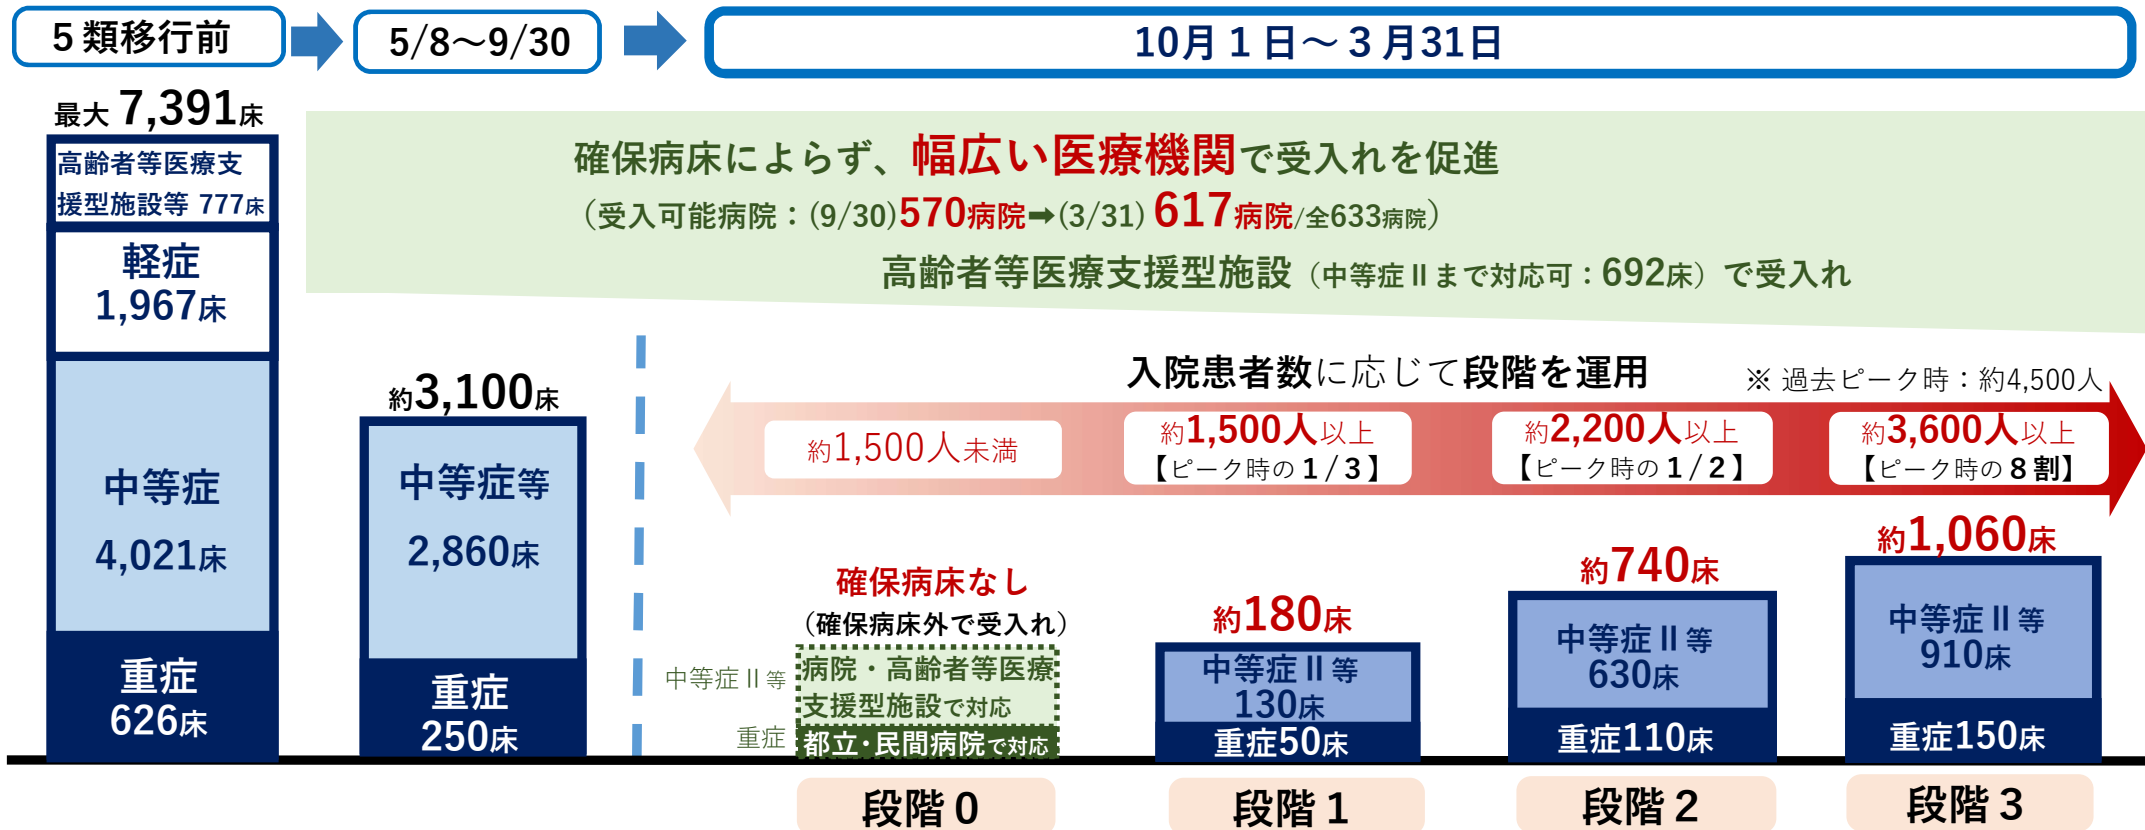 5類移行前
5/8～9/30
10月1日～3月31日
最大 7,391床
高齢者等医療支
援型施設等 777床
軽症
1,967床
中等症
4,021床
重症
626床
約3,100床
中等症等
2,860床
重症
250床
確保病床によらず、幅広い医療機関で受入れを促進
（受入可能病院：(9/30)570病院➡(3/31) 617病院/全633病院）
高齢者等医療支援型施設（中等症Ⅱまで対応可：692床）で受入れ
入院患者数に応じて段階を運用
※ 過去ピーク時：約4,500人
約1,500人未満
約1,500人以上
【ピーク時の1/3】
約2,200人以上
【ピーク時の1/2】
約3,600人以上
【ピーク時の8割】
確保病床なし
（確保病床外で受入れ）
中等症Ⅱ等
病院・高齢者等医療
支援型施設で対応
重症
都立･民間病院で対応
段階0
約180床
中等症Ⅱ等
130床
重症50床
段階1
約740床
中等症Ⅱ等
630床
重症110床
段階2
約1,060床
中等症Ⅱ等
910床
重症150床
段階3